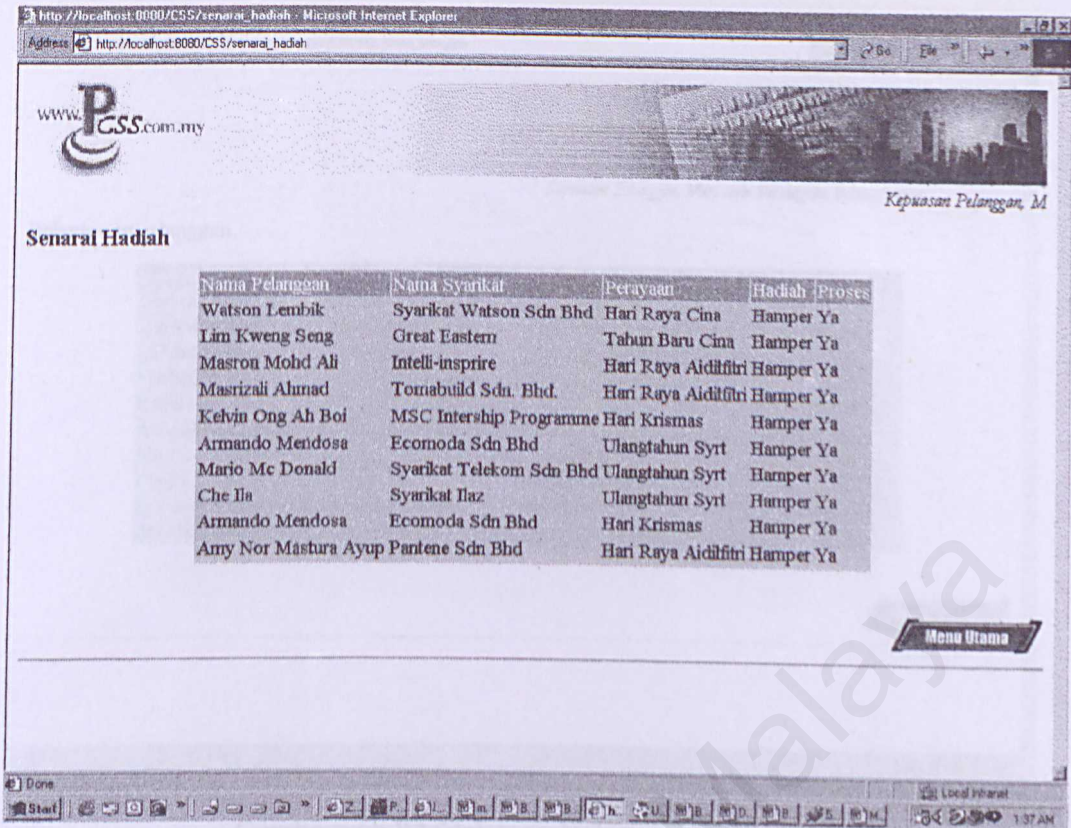 http://localhost:8080/CSS/senarai_hadiah - Microsoft Internet Explorer
Address http://localhost:8080/CSS/senarai_hadiah Go
www.PCSS.com.my
Kepuasan Pelanggan, M
Senarai Hadiah
Nama Pelanggan Nama Syarikat Perayaan Hadiah Proses
Watson Lembik Syarikat Watson Sdn Bhd Hari Raya Cina Hamper Ya
Lim Kweng Seng Great Eastern Tahun Baru Cina Hamper Ya
Masron Mohd Ali Intelli-insprire Hari Raya Aidilfitri Hamper Ya
Masrizali Ahmad Tomabuild Sdn. Bhd. Hari Raya Aidilfitri Hamper Ya
Kelvin Ong Ah Boi MSC Intership Programme Hari Krismas Hamper Ya
Armando Mendosa Ecomoda Sdn Bhd Ulangtahun Syrt Hamper Ya
Mario Mc Donald Syarikat Telekom Sdn Bhd Ulangtahun Syrt Hamper Ya
Che Ila Syarikat Ilaz Ulangtahun Syrt Hamper Ya
Armando Mendosa Ecomoda Sdn Bhd Hari Krismas Hamper Ya
Amy Nor Mastura Ayup Pantene Sdn Bhd Hari Raya Aidilfitri Hamper Ya
Menu Utama
Malaya
Done Local intranet
Start 1:37 AM